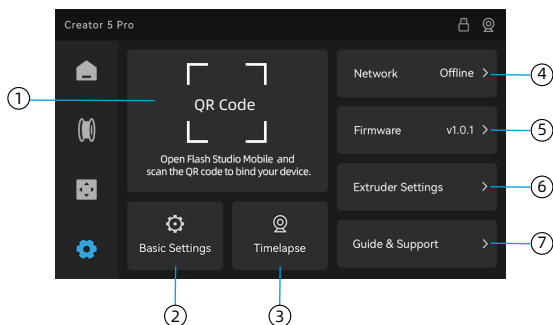 Creator 5 Pro
QR Code
Open Flash Studio Mobile and
scan the QR code to bind your device.
Basic Settings
Timelapse
Network Offline >
Firmware v1.0.1 >
Extruder Settings >
Guide & Support >
1
2
3
4
5
6
7